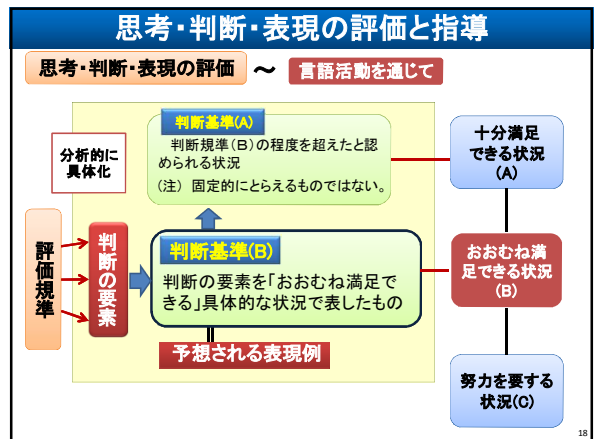 思考・判断・表現の評価と指導
思考・判断・表現の評価
～
言語活動を通じて
分析的に
具体化
判断基準(A)
判断規準(B)の程度を超えたと認
められる状況
(注) 固定的にとらえるものではない。
十分満足
できる状況
(A)
評価規準
判断の要素
判断基準(B)
判断の要素を「おおむね満足で
きる」具体的な状況で表したもの
おおむね満
足できる状況
(B)
予想される表現例
努力を要する
状況(C)
18